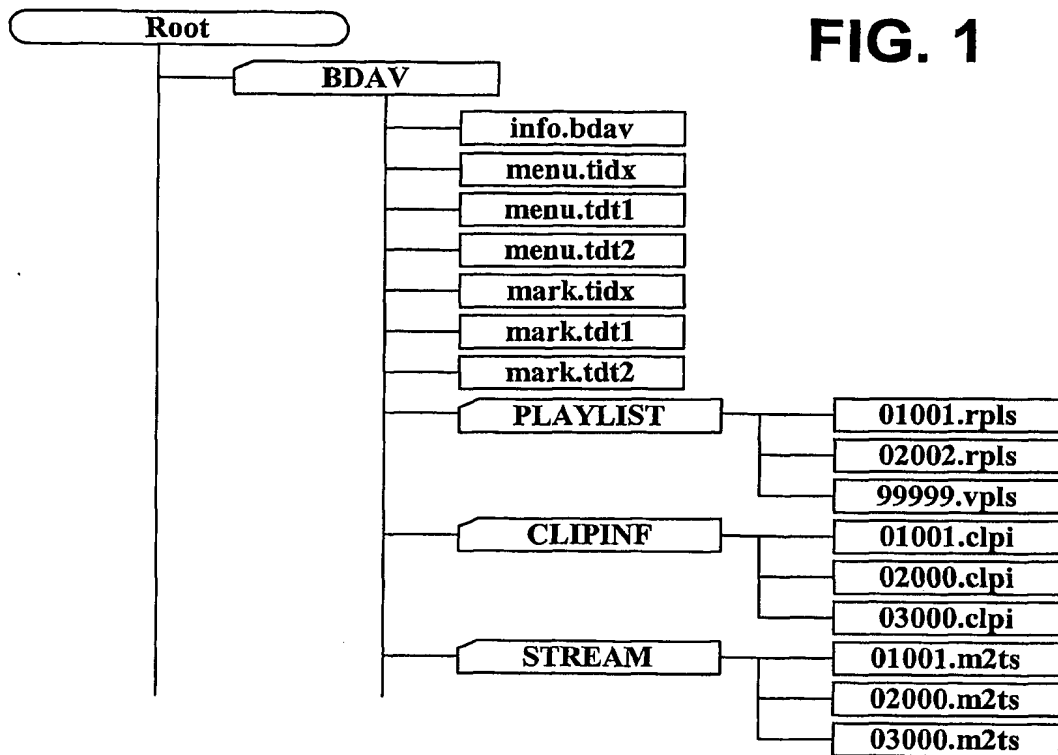 FIG. 1
Root
BDAV
info.bdav
menu.tidx
menu.tdt1
menu.tdt2
mark.tidx
mark.tdt1
mark.tdt2
PLAYLIST
01001.rpls
02002.rpls
99999.vpls
CLIPINF
01001.clpi
02000.clpi
03000.clpi
STREAM
01001.m2ts
02000.m2ts
03000.m2ts